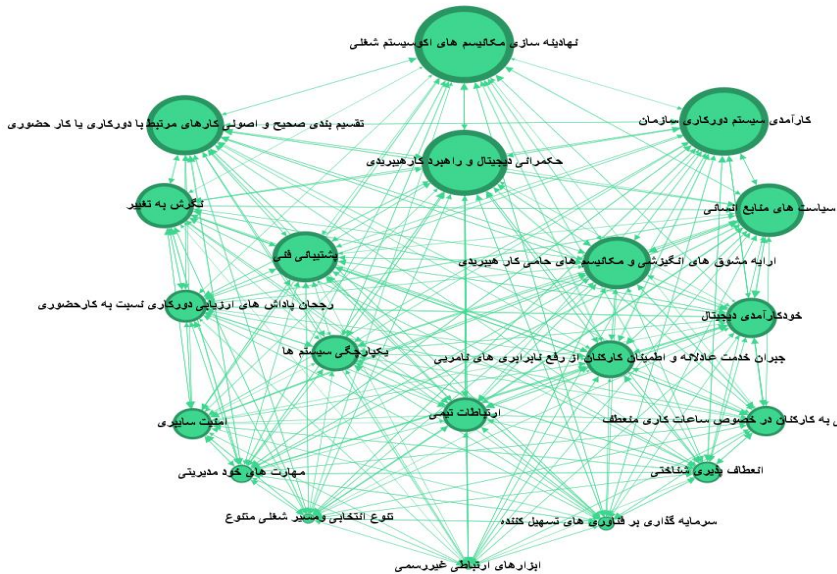 نهادینه سازی مکانیسم های اکوسیستم شغلی
کارآمدی سیستم دورکاری سازمان
تقسیم بندی صحیح و اصولی کارهای مرتبط با دورکاری یا کار حضوری
حکمرانی دیجیتال و راهبرد کارهیبریدی
نگرش به تغییر
سیاست های منابع انسانی
پشتیبانی فنی
ارایه مشوق های انگیزشی و مکانیسم های حامی کار هیبریدی
رجحان پاداش های ارزیابی دورکاری نسبت به کارحضوری
خودکارآمدی دیجیتال
یکپارچگی سیستم ها
جبران خدمت عادلانه و اطمینان کارکنان از رفع نابرابری های نامریی
ارتباطات تیمی
امنیت سایبری
ی به کارکنان در خصوص ساعات کاری منعطف
مهارت های خود مدیریتی
انعطاف پذیری شناختی
تنوع انتخابی ومسیر شغلی متنوع
سرمایه گذاری بر فناوری های تسهیل کننده
ابزارهای ارتباطی غیررسمی